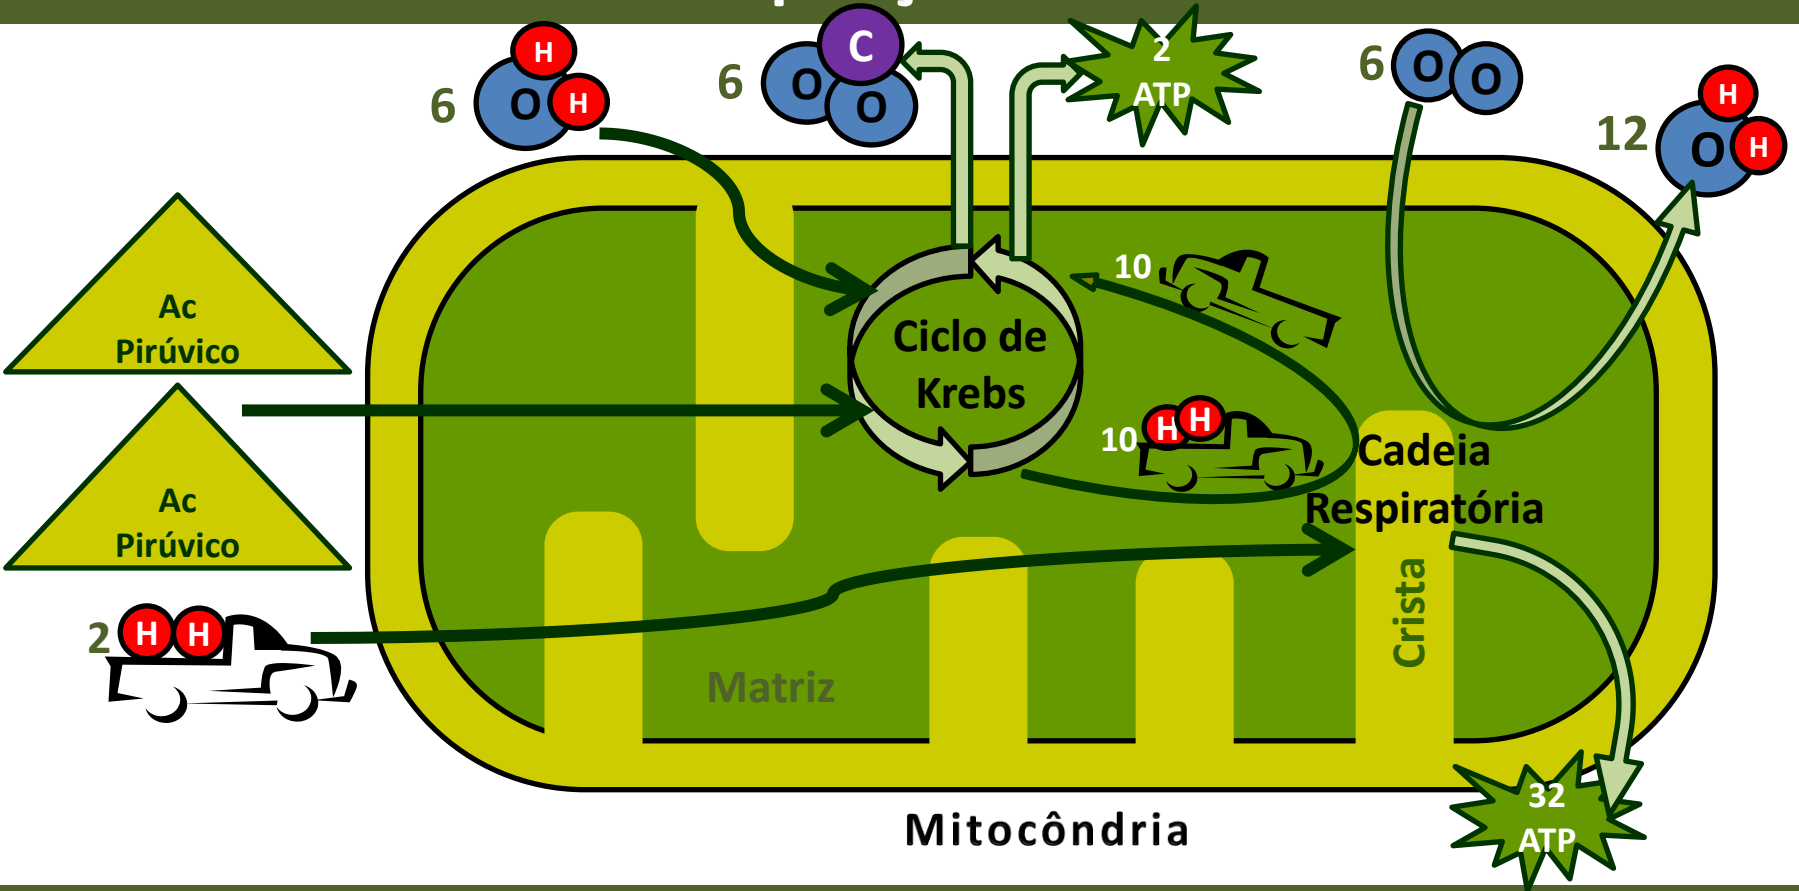 6
H
O
H
6
C
O
O
2
ATP
6
O
O
12
H
O
H
Ac
Pirúvico
Ac
Pirúvico
2
H
H
Ciclo de
Krebs
10
10
H
H
Cadeia
Respiratória
Crista
Matriz
32
ATP
Mitocôndria